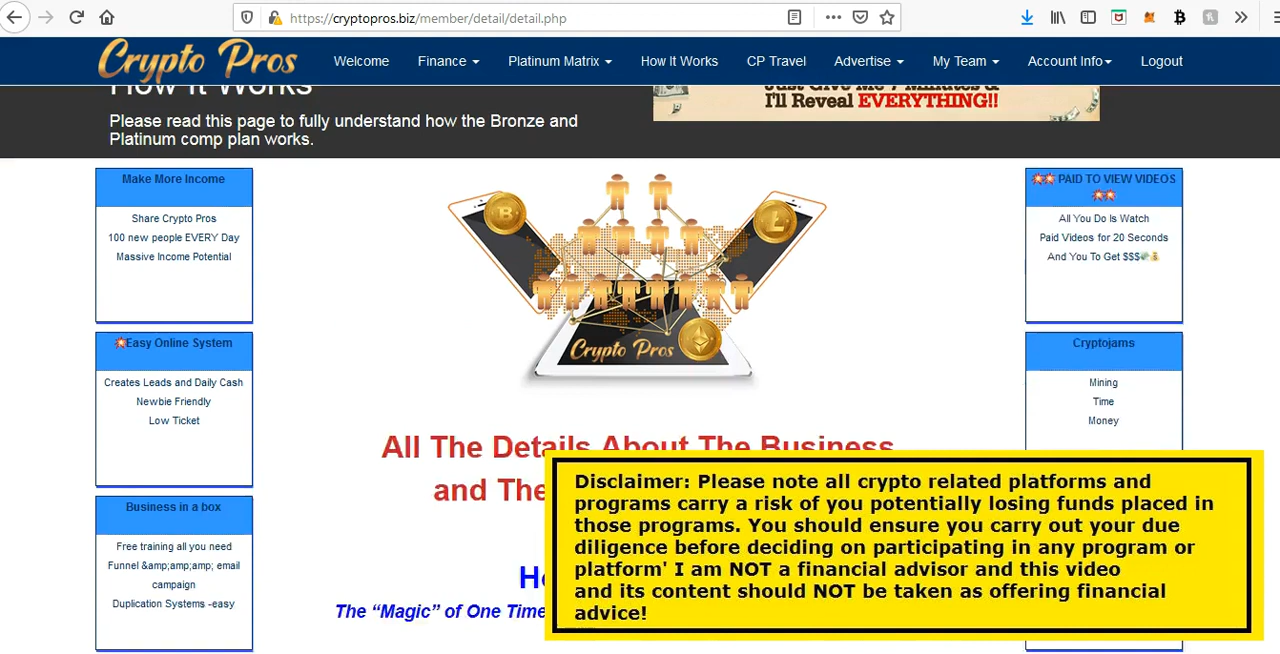 https://cryptopros.biz/member/detail/detail.php
Crypto Pros
Welcome
Finance
Platinum Matrix
How It Works
CP Travel
Advertise
My Team
Account Info
Logout
How It Works
Please read this page to fully understand how the Bronze and
Platinum comp plan works.
Just Give Me 7 Minutes &
I'll Reveal EVERYTHING!!
Make More Income
Share Crypto Pros
100 new people EVERY Day
Massive Income Potential
💥Easy Online System
Creates Leads and Daily Cash
Newbie Friendly
Low Ticket
Business in a box
Free training all you need
Funnel &amp;amp;amp; email
campaign
Duplication Systems -easy
Crypto Pros
All The Details About The Business
and The
The “Magic” of One Time
💥💥 PAID TO VIEW VIDEOS
💥💥
All You Do Is Watch
Paid Videos for 20 Seconds
And You To Get $$$💸💰
Cryptojams
Mining
Time
Money
Disclaimer: Please note all crypto related platforms and
programs carry a risk of you potentially losing funds placed in
those programs. You should ensure you carry out your due
diligence before deciding on participating in any program or
platform' I am NOT a financial advisor and this video
and its content should NOT be taken as offering financial
advice!